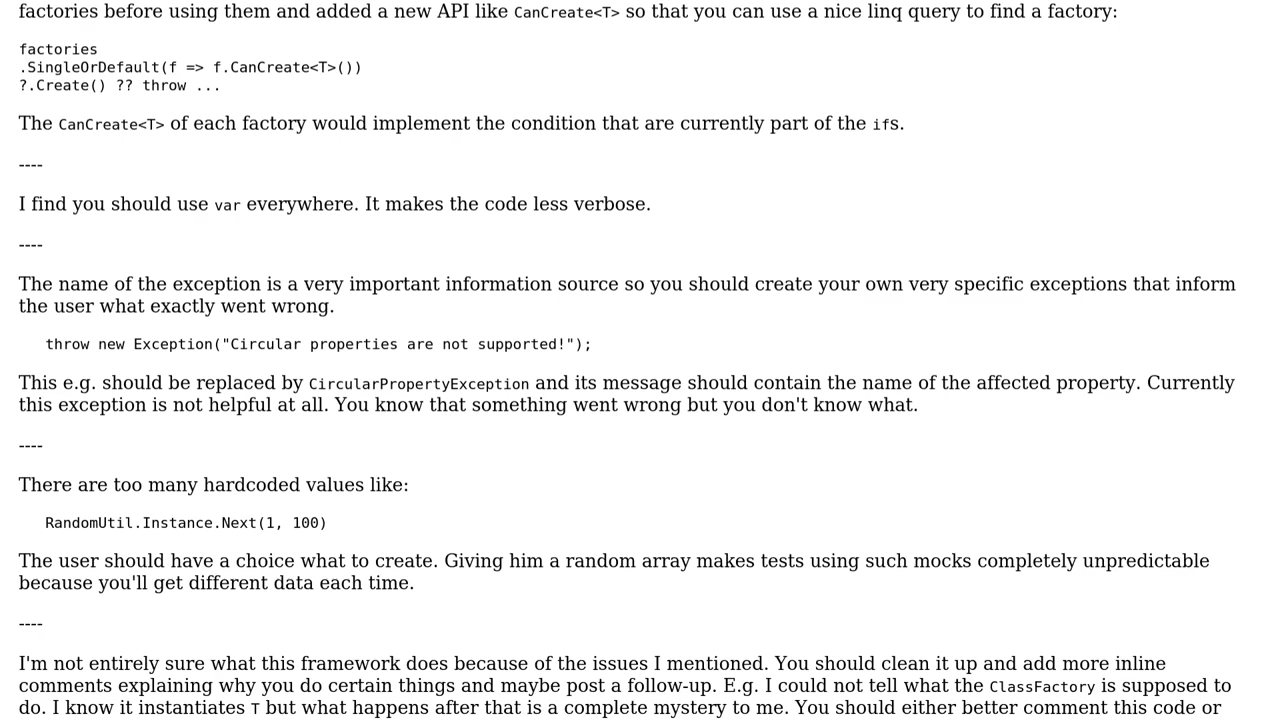 factories before using them and added a new API like CanCreate<T> so that you can use a nice linq query to find a factory:
factories
.SingleOrDefault(f => f.CanCreate<T>())
?.Create() ?? throw ...
The CanCreate<T> of each factory would implement the condition that are currently part of the ifs.
----
I find you should use var everywhere. It makes the code less verbose.
----
The name of the exception is a very important information source so you should create your own very specific exceptions that inform
the user what exactly went wrong.
throw new Exception("Circular properties are not supported!");
This e.g. should be replaced by CircularPropertyException and its message should contain the name of the affected property. Currently
this exception is not helpful at all. You know that something went wrong but you don't know what.
----
There are too many hardcoded values like:
RandomUtil.Instance.Next(1, 100)
The user should have a choice what to create. Giving him a random array makes tests using such mocks completely unpredictable
because you'll get different data each time.
----
I'm not entirely sure what this framework does because of the issues I mentioned. You should clean it up and add more inline
comments explaining why you do certain things and maybe post a follow-up. E.g. I could not tell what the ClassFactory is supposed to
do. I know it instantiates T but what happens after that is a complete mystery to me. You should either better comment this code or